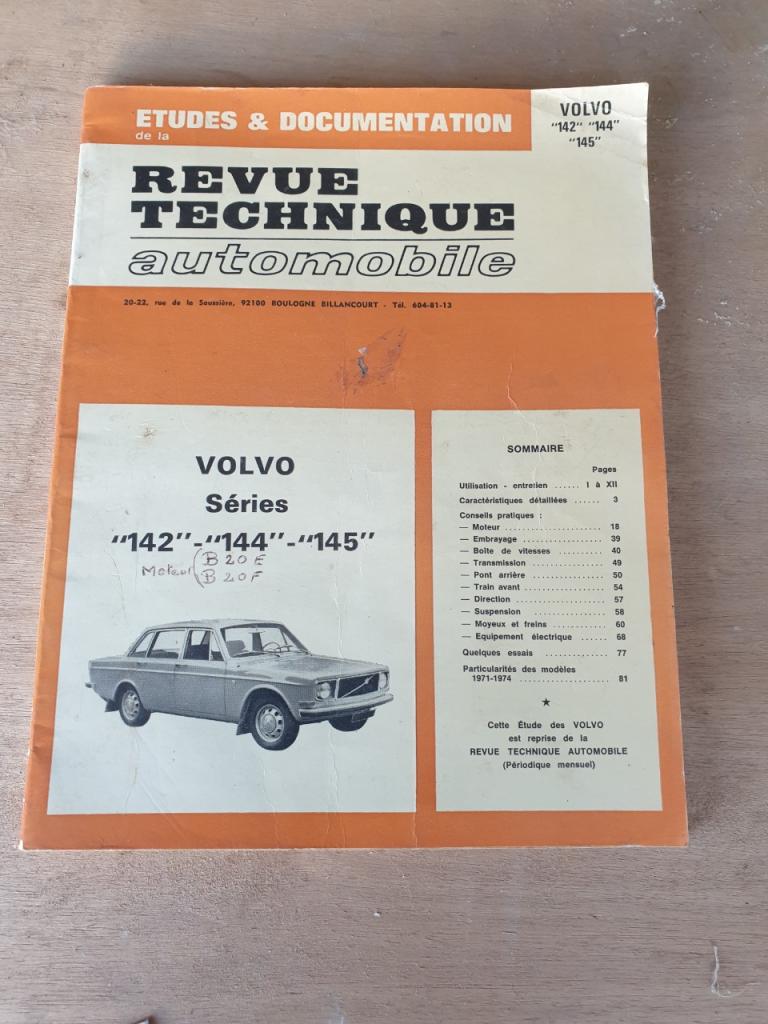 ETUDES & DOCUMENTATION
de la
VOLVO
"142" "144"
"145"
REVUE
TECHNIQUE
automobile
20-22, rue de la Saussière, 92100 BOULOGNE BILLANCOURT - Tél. 604-81-13
VOLVO
Séries
"142"-"144"-"145"
Moteur ( B 20 E
B 20 F
SOMMAIRE
Pages
Utilisation - entretien ...... I à XII
Caractéristiques détaillées ...... 3
Conseils pratiques :
— Moteur ...................... 18
— Embrayage .................. 39
— Boîte de vitesses .......... 40
— Transmission ................ 49
— Pont arrière ................ 50
— Train avant ................. 54
— Direction .................... 57
— Suspension ................ 58
— Moyeux et freins ............ 60
— Equipement électrique ...... 68
Quelques essais .............. 77
Particularités des modèles
1971-1974 .................... 81
★
Cette Étude des VOLVO
est reprise de la
REVUE TECHNIQUE AUTOMOBILE
(Périodique mensuel)